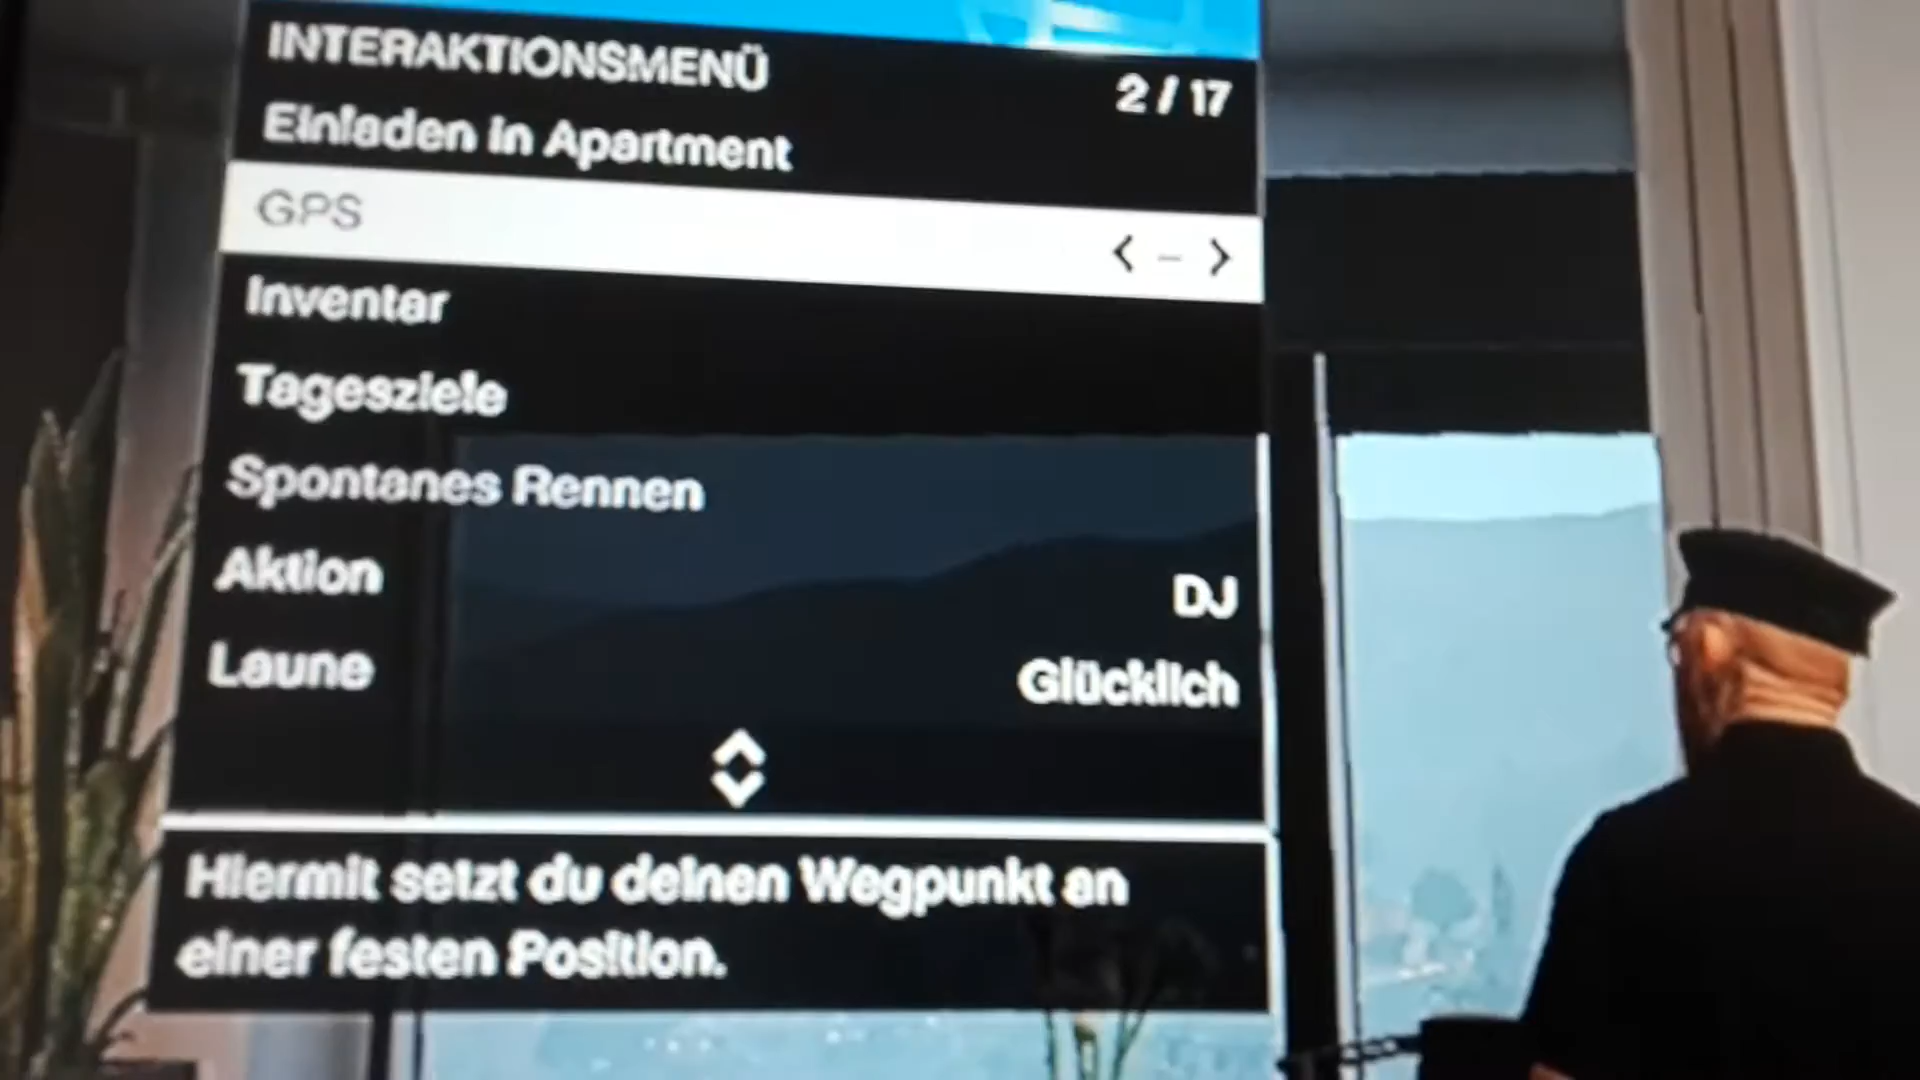 INTERAKTIONSMENÜ
2 / 17
Einladen in Apartment
GPS
< – >
Inventar
Tagesziele
Spontanes Rennen
Aktion
DJ
Laune
Glücklich
Hiermit setzt du deinen Wegpunkt an
einer festen Position.